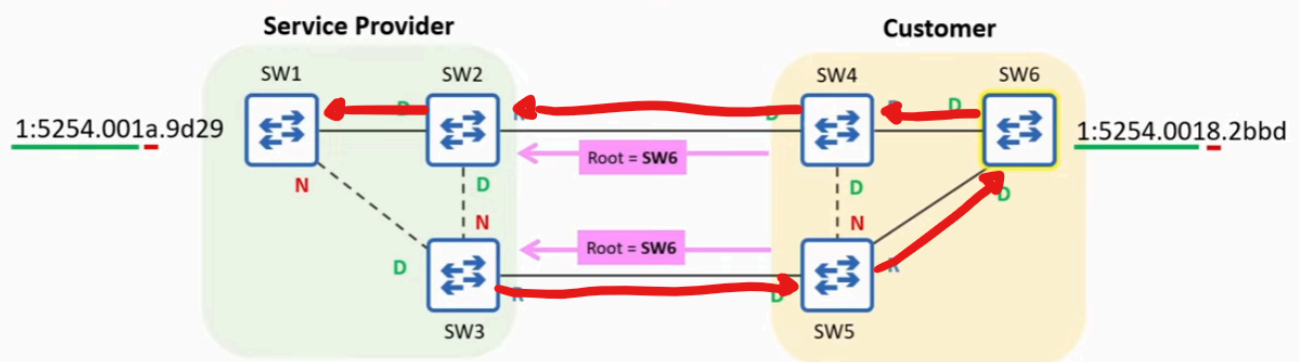 Service Provider
Customer
SW1
SW2
SW4
SW6
1:5254.001a.9d29
D
R
D
D
1:5254.0018.2bbd
Root = SW6
N
D
D
D
N
N
Root = SW6
D
R
R
D
SW3
SW5